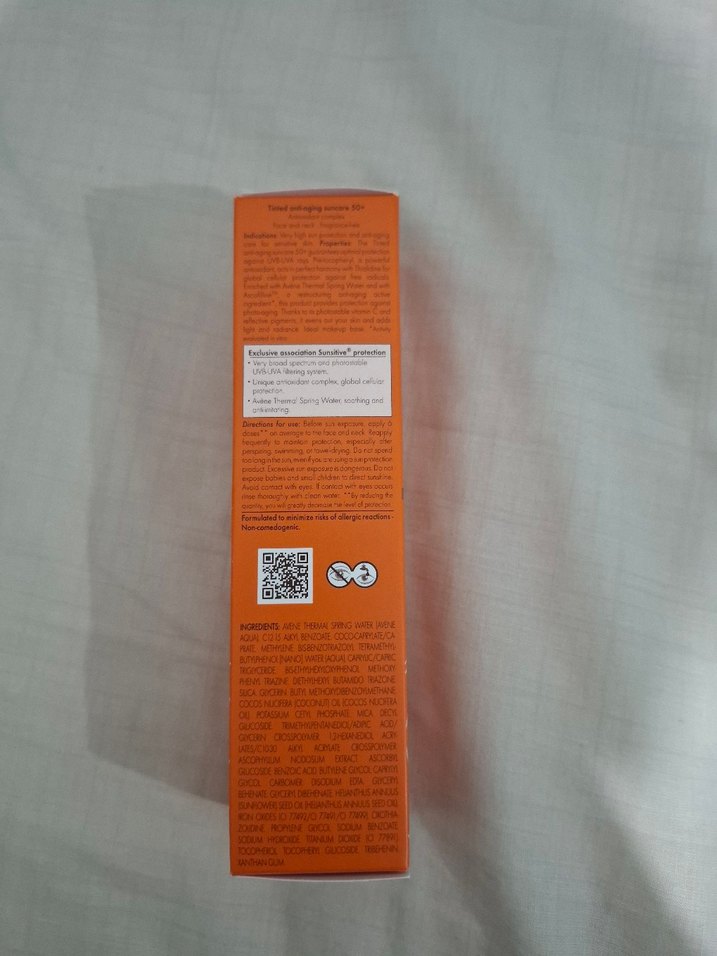 Tinted anti-aging suncare 50+
Antioxidant complex
Face and neck - fragrance-free
Indications: Very high sun protection and anti-aging
care for sensitive skin. Properties: The Tinted
anti-aging suncare 50+ guarantees optimal protection
against UVB-UVA rays. Pre-tocopheryl, a powerful
antioxidant, acts in perfect harmony with Thialidine for
global cellular protection against free radicals.
Enriched with Avène Thermal Spring Water and with
a restructuring anti-aging active
ingredient*, this product provides protection against
photo-aging. Thanks to its photostable vitamin C and
reflective pigments, it evens out your skin and adds
light and radiance. Ideal makeup base. *Activity
evaluated in vitro.
Exclusive association Sunsitive® protection
• Very broad spectrum and photostable
UVB-UVA filtering system.
• Unique antioxidant complex, global cellular
protection.
• Avène Thermal Spring Water, soothing and
anti-irritating.
Directions for use: Before sun exposure, apply 6
doses** on average to the face and neck. Reapply
frequently to maintain protection, especially after
perspiring, swimming, or towel-drying. Do not spend
too long in the sun, even if you are using a sun protection
product. Excessive sun exposure is dangerous. Do not
expose babies and small children to direct sunshine.
Avoid contact with eyes. If contact with eyes occurs
rinse thoroughly with clean water. **By reducing the
quantity, you will greatly decrease the level of protection.
Formulated to minimize risks of allergic reactions -
Non-comedogenic.
INGREDIENTS: AVENE THERMAL SPRING WATER (AVENE
AQUA). C12-15 ALKYL BENZOATE. COCO-CAPRYLATE/CA-
PRATE. METHYLENE BIS-BENZOTRIAZOLYL TETRAMETHYL-
BUTYLPHENOL [NANO]. WATER (AQUA). CAPRYLIC/CAPRIC
TRIGLYCERIDE. BIS-ETHYLHEXYLOXYPHENOL METHOXY-
PHENYL TRIAZINE. DIETHYLHEXYL BUTAMIDO TRIAZONE.
SILICA. GLYCERIN. BUTYL METHOXYDIBENZOYLMETHANE.
COCOS NUCIFERA (COCONUT) OIL (COCOS NUCIFERA
OIL). POTASSIUM CETYL PHOSPHATE. MICA. DECYL
GLUCOSIDE. TRIMETHYLPENTANEDIOL/ADIPIC ACID/
GLYCERIN CROSSPOLYMER. 1,2-HEXANEDIOL. ACRY-
LATES/C10-30 ALKYL ACRYLATE CROSSPOLYMER.
ASCOPHYLLUM NODOSUM EXTRACT. ASCORBYL
GLUCOSIDE. BENZOIC ACID. BUTYLENE GLYCOL. CAPRYLYL
GLYCOL. CARBOMER. DISODIUM EDTA. GLYCERYL
BEHENATE. GLYCERYL DIBEHENATE. HELIANTHUS ANNUUS
(SUNFLOWER) SEED OIL (HELIANTHUS ANNUUS SEED OIL).
IRON OXIDES (CI 77492/CI 77491/CI 77499). OXOTHIA-
ZOLIDINE. PROPYLENE GLYCOL. SODIUM BENZOATE.
SODIUM HYDROXIDE. TITANIUM DIOXIDE (CI 77891).
TOCOPHEROL. TOCOPHERYL GLUCOSIDE. TRIBEHENIN.
XANTHAN GUM.